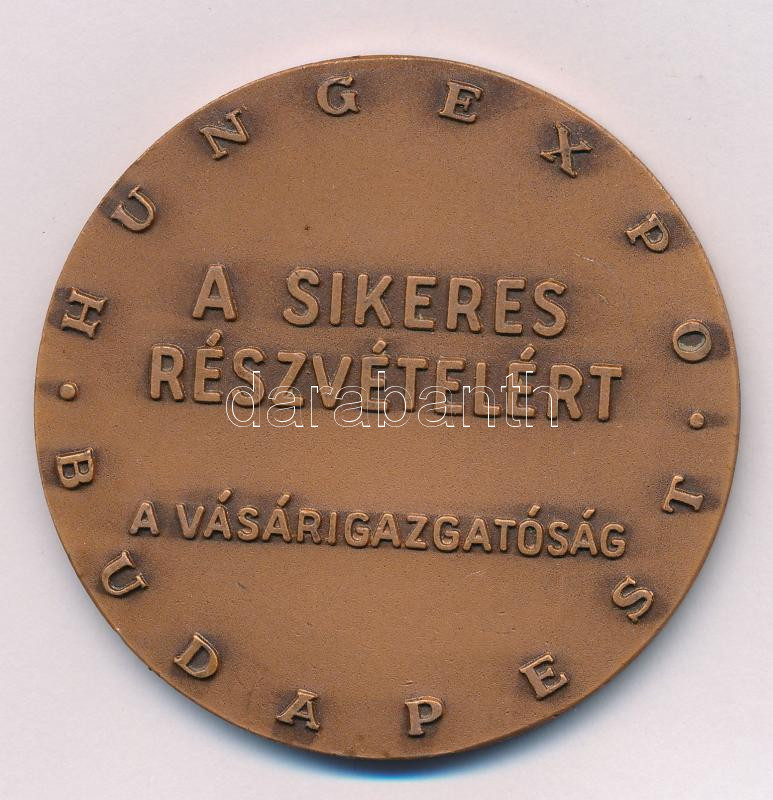 HUNGEXPO · BUDAPEST ·
A SIKERES
RÉSZVÉTELÉRT
A VÁSÁRIGAZGATÓSÁG
darabanth